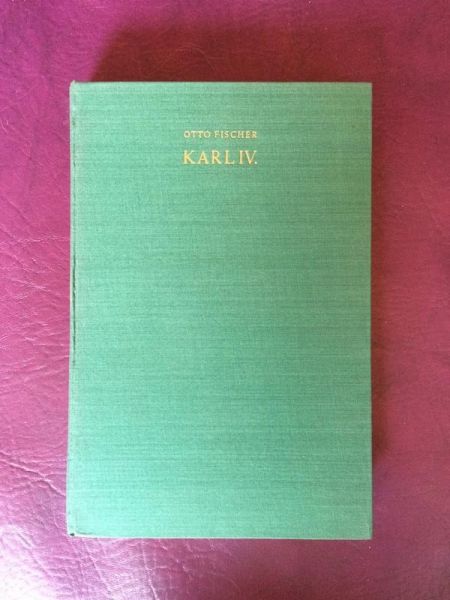 OTTO FISCHER
KARL IV.